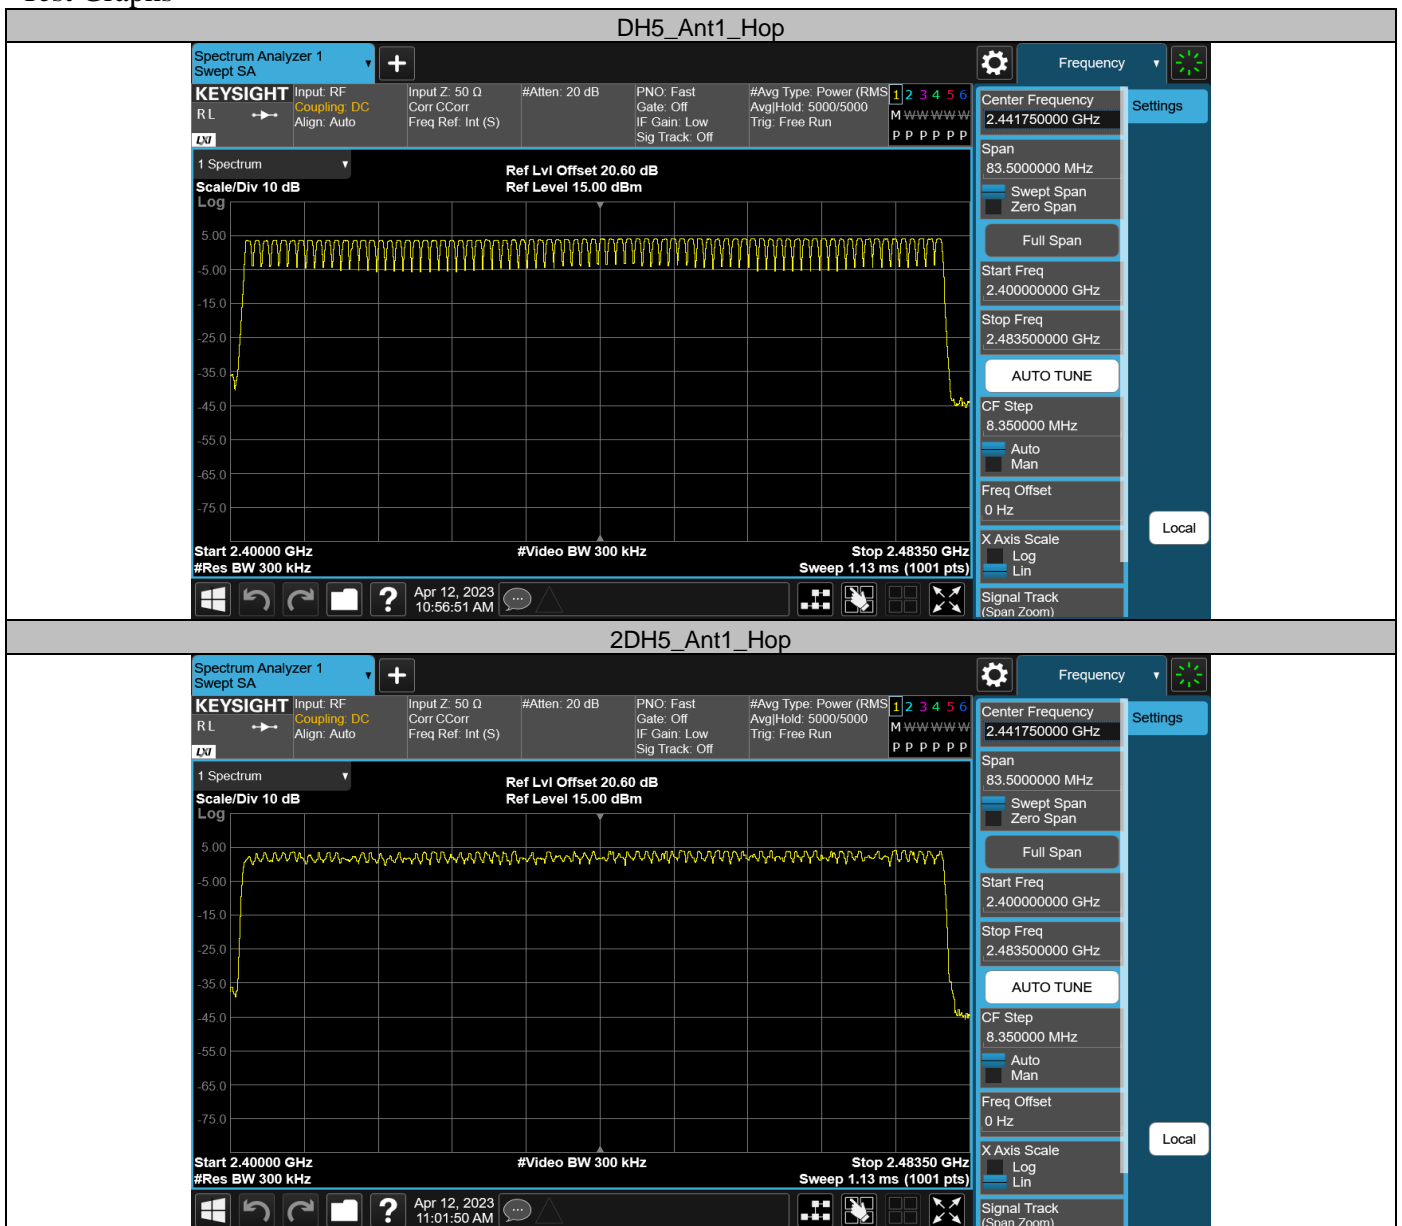 Test Graphs
DH5_Ant1_Hop
Spectrum Analyzer 1
Swept SA
Frequency
KEYSIGHT
RL
LXI
Input: RF
Coupling: DC
Align: Auto
Input Z: 50 Ω
Corr CCorr
Freq Ref: Int (S)
#Atten: 20 dB
PNO: Fast
Gate: Off
IF Gain: Low
Sig Track: Off
#Avg Type: Power (RMS
Avg|Hold: 5000/5000
Trig: Free Run
1 2 3 4 5 6
M W W W W W
P P P P P P
Center Frequency
2.441750000 GHz
Settings
1 Spectrum
Scale/Div 10 dB
Log
Ref Lvl Offset 20.60 dB
Ref Level 15.00 dBm
5.00
-5.00
-15.0
-25.0
-35.0
-45.0
-55.0
-65.0
-75.0
Start 2.40000 GHz
#Res BW 300 kHz
#Video BW 300 kHz
Stop 2.48350 GHz
Sweep 1.13 ms (1001 pts)
Span
83.5000000 MHz
Swept Span
Zero Span
Full Span
Start Freq
2.400000000 GHz
Stop Freq
2.483500000 GHz
AUTO TUNE
CF Step
8.350000 MHz
Auto
Man
Freq Offset
0 Hz
X Axis Scale
Log
Lin
Signal Track
(Span Zoom)
Local
?
Apr 12, 2023
10:56:51 AM
2DH5_Ant1_Hop
Spectrum Analyzer 1
Swept SA
Frequency
KEYSIGHT
RL
LXI
Input: RF
Coupling: DC
Align: Auto
Input Z: 50 Ω
Corr CCorr
Freq Ref: Int (S)
#Atten: 20 dB
PNO: Fast
Gate: Off
IF Gain: Low
Sig Track: Off
#Avg Type: Power (RMS
Avg|Hold: 5000/5000
Trig: Free Run
1 2 3 4 5 6
M W W W W W
P P P P P P
Center Frequency
2.441750000 GHz
Settings
1 Spectrum
Scale/Div 10 dB
Log
Ref Lvl Offset 20.60 dB
Ref Level 15.00 dBm
5.00
-5.00
-15.0
-25.0
-35.0
-45.0
-55.0
-65.0
-75.0
Start 2.40000 GHz
#Res BW 300 kHz
#Video BW 300 kHz
Stop 2.48350 GHz
Sweep 1.13 ms (1001 pts)
Span
83.5000000 MHz
Swept Span
Zero Span
Full Span
Start Freq
2.400000000 GHz
Stop Freq
2.483500000 GHz
AUTO TUNE
CF Step
8.350000 MHz
Auto
Man
Freq Offset
0 Hz
X Axis Scale
Log
Lin
Signal Track
(Span Zoom)
Local
?
Apr 12, 2023
11:01:50 AM